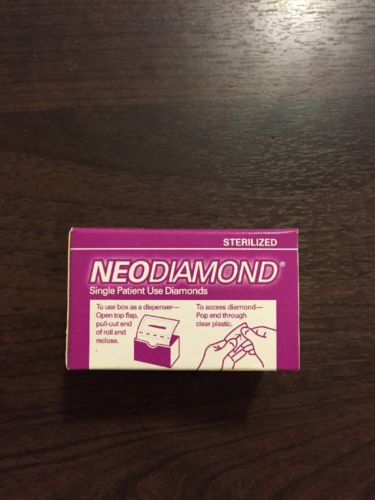 STERILIZED
NEODIAMOND®
Single Patient Use Diamonds
To use box as a dispenser—
Open top flap,
pull-out end
of roll and
reclose.
To access diamond—
Pop end through
clear plastic.